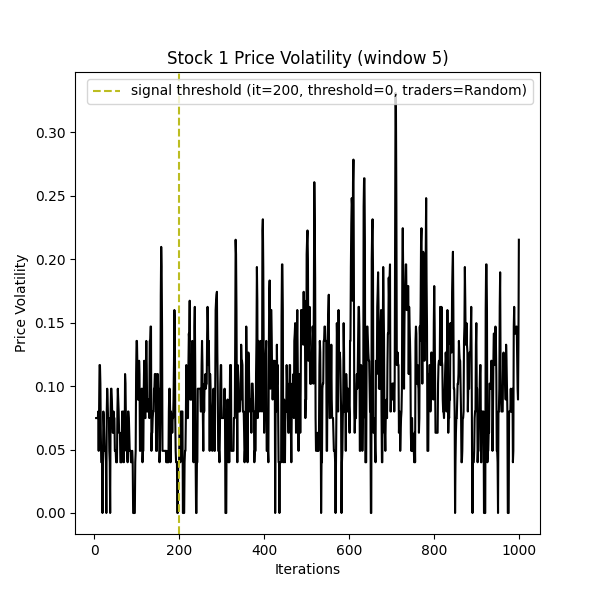 Stock 1 Price Volatility (window 5)
signal threshold (it=200, threshold=0, traders=Random)
0.30
0.25
0.20
0.15
0.10
0.05
0.00
Price Volatility
0 200 400 600 800 1000
Iterations